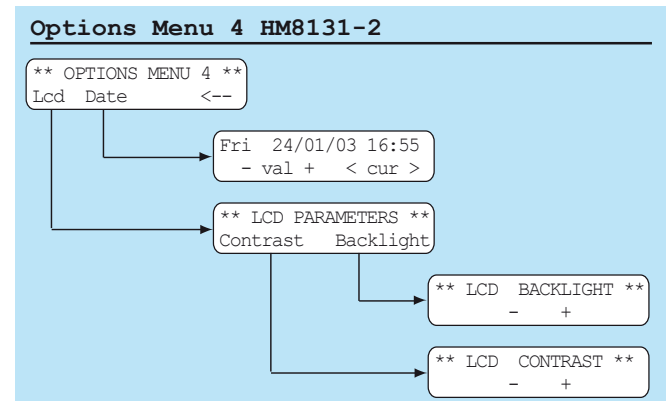 Options Menu 4 HM8131-2
** OPTIONS MENU 4 **
Lcd Date <--
Fri 24/01/03 16:55
- val + < cur >
** LCD PARAMETERS **
Contrast Backlight
** LCD BACKLIGHT **
- +
** LCD CONTRAST **
- +